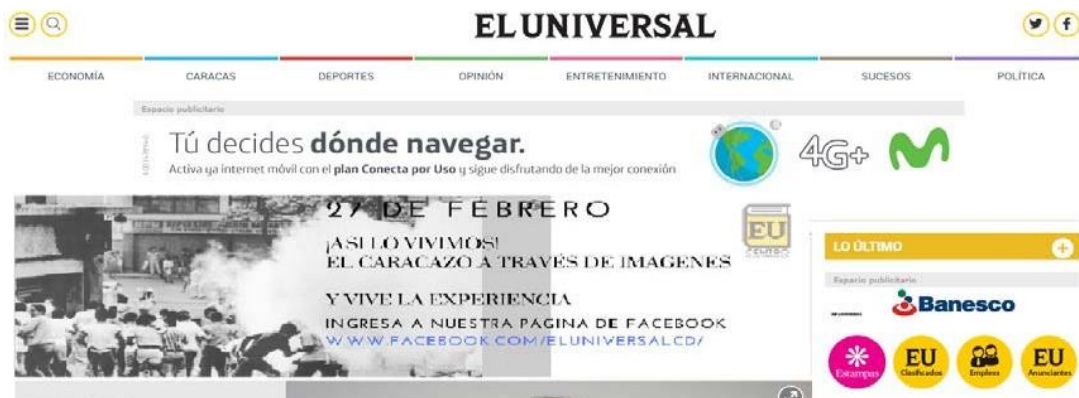 EL UNIVERSAL
ECONOMÍA
CARACAS
DEPORTES
OPINIÓN
ENTRETENIMIENTO
INTERNACIONAL
SUCESOS
POLÍTICA
Espacio publicitario
Tú decides dónde navegar.
Activa ya internet móvil con el plan Conecta por Uso y sigue disfrutando de la mejor conexión
4G+
27 DE FEBRERO
¡ASI LO VIVIMOS!
EL CARACAZO A TRAVÉS DE IMAGENES
Y VIVE LA EXPERIENCIA
INGRESA A NUESTRA PAGINA DE FACEBOOK
WWW.FACEBOOK.COM/ELUNIVERSALCD/
EU
CENTRO
LO ÚLTIMO
Espacio publicitario
Banesco
Estampas
EU
Clasificados
Empleos
EU
Anunciantes